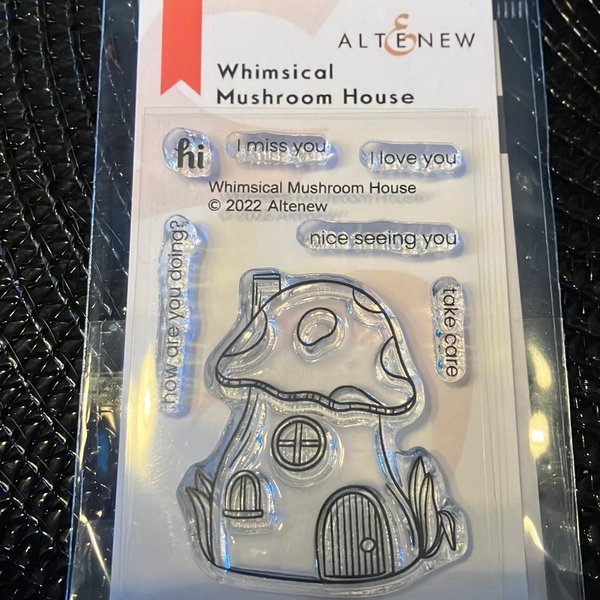 ALTENEW
Whimsical
Mushroom House
hi
I miss you
I love you
Whimsical Mushroom House
© 2022 Altenew
nice seeing you
how are you doing?
take care